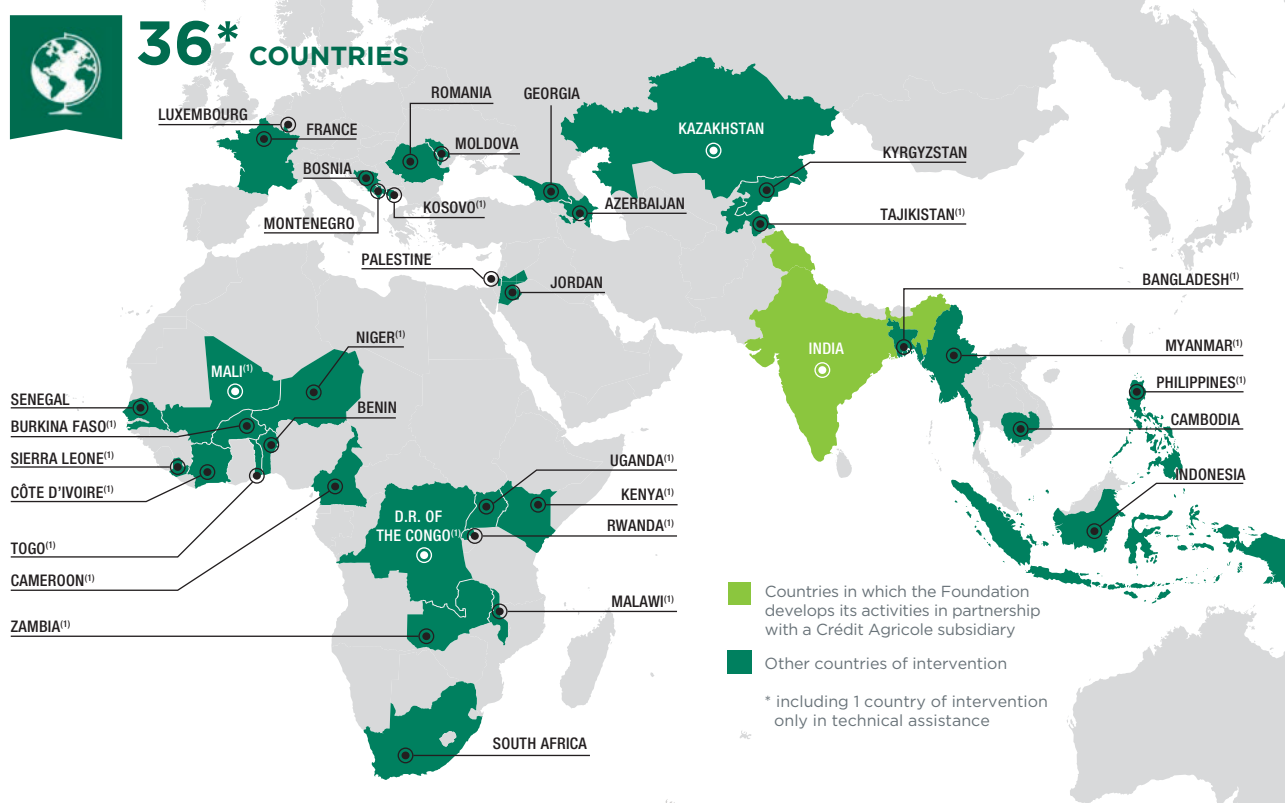 36* COUNTRIES
LUXEMBOURG
FRANCE
ROMANIA
GEORGIA
MOLDOVA
BOSNIA
KOSOVO(1)
MONTENEGRO
AZERBAIJAN
KAZAKHSTAN
KYRGYZSTAN
TAJIKISTAN(1)
PALESTINE
JORDAN
BANGLADESH(1)
INDIA
MYANMAR(1)
PHILIPPINES(1)
CAMBODIA
INDONESIA
NIGER(1)
MALI(1)
BENIN
SENEGAL
BURKINA FASO(1)
SIERRA LEONE(1)
CÔTE D'IVOIRE(1)
TOGO(1)
CAMEROON(1)
ZAMBIA(1)
UGANDA(1)
KENYA(1)
RWANDA(1)
D.R. OF
THE CONGO(1)
MALAWI(1)
SOUTH AFRICA
Countries in which the Foundation
develops its activities in partnership
with a Crédit Agricole subsidiary
Other countries of intervention
* including 1 country of intervention
only in technical assistance